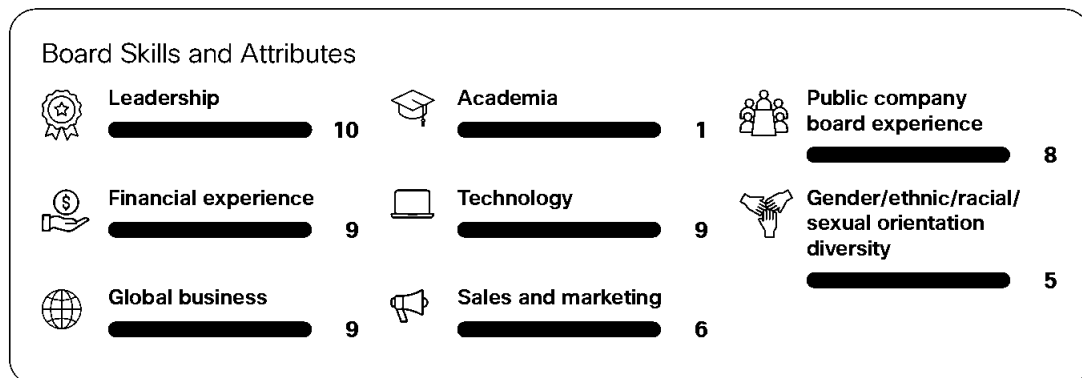 Board Skills and Attributes
Leadership
10
Financial experience
$
9
Global business
9
Academia
1
Technology
9
Sales and marketing
6
Public company
board experience
8
Gender/ethnic/racial/
sexual orientation
diversity
5